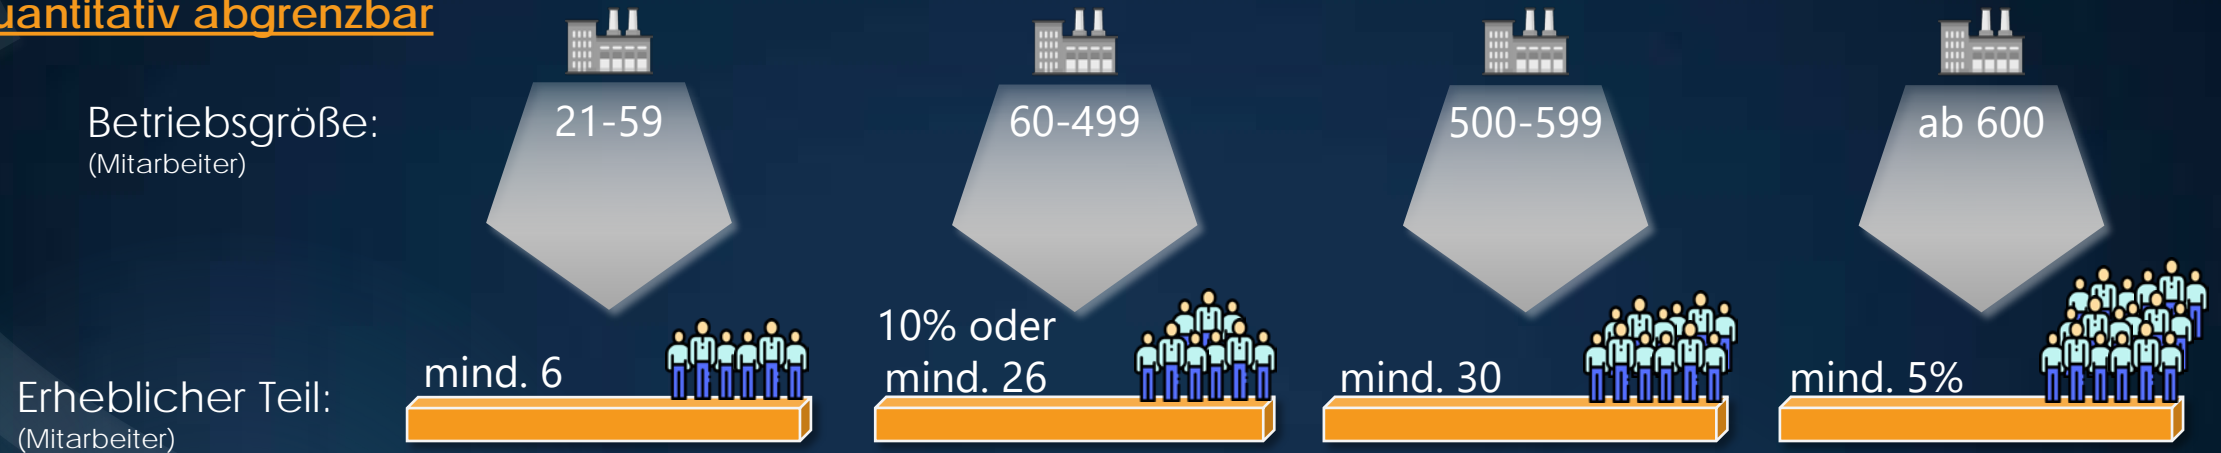 uantitativ abgrenzbar
Betriebsgröße:
(Mitarbeiter)
21-59
60-499
500-599
ab 600
Erheblicher Teil:
(Mitarbeiter)
mind. 6
10% oder
mind. 26
mind. 30
mind. 5%